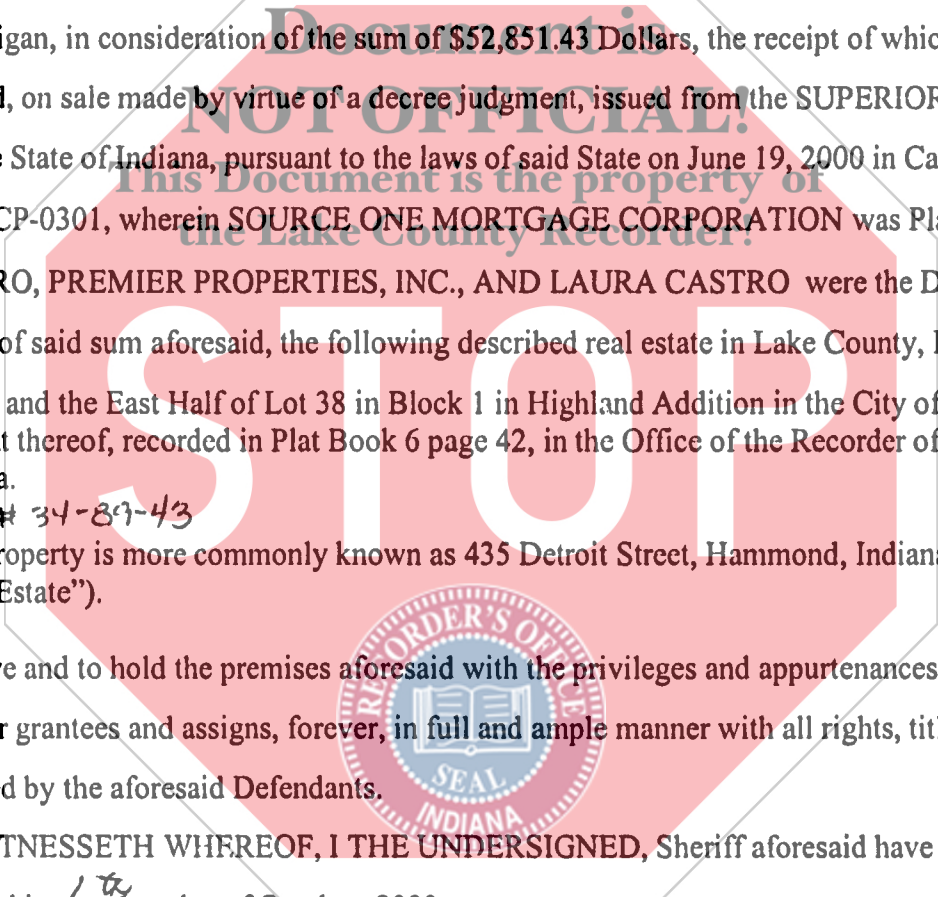 Document is
igan, in consideration of the sum of $52,851.43 Dollars, the receipt of whic
d, on sale made by virtue of a decree judgment, issued from the SUPERIOR
NOT OFFICIAL!
e State of Indiana, pursuant to the laws of said State on June 19, 2000 in Ca
This Document is the property of
CP-0301, wherein SOURCE ONE MORTGAGE CORPORATION was Pla
the Lake County Recorder!
RO, PREMIER PROPERTIES, INC., AND LAURA CASTRO were the D
STOP
of said sum aforesaid, the following described real estate in Lake County, I
and the East Half of Lot 38 in Block 1 in Highland Addition in the City of
t thereof, recorded in Plat Book 6 page 42, in the Office of the Recorder of
a.
# 34-89-43
roperty is more commonly known as 435 Detroit Street, Hammond, Indiana
Estate").
RECORDER'S OFFICE
SEAL
INDIANA
e and to hold the premises aforesaid with the privileges and appurtenances
r grantees and assigns, forever, in full and ample manner with all rights, tit
d by the aforesaid Defendants.
TNESSETH WHEREOF, I THE UNDERSIGNED, Sheriff aforesaid have